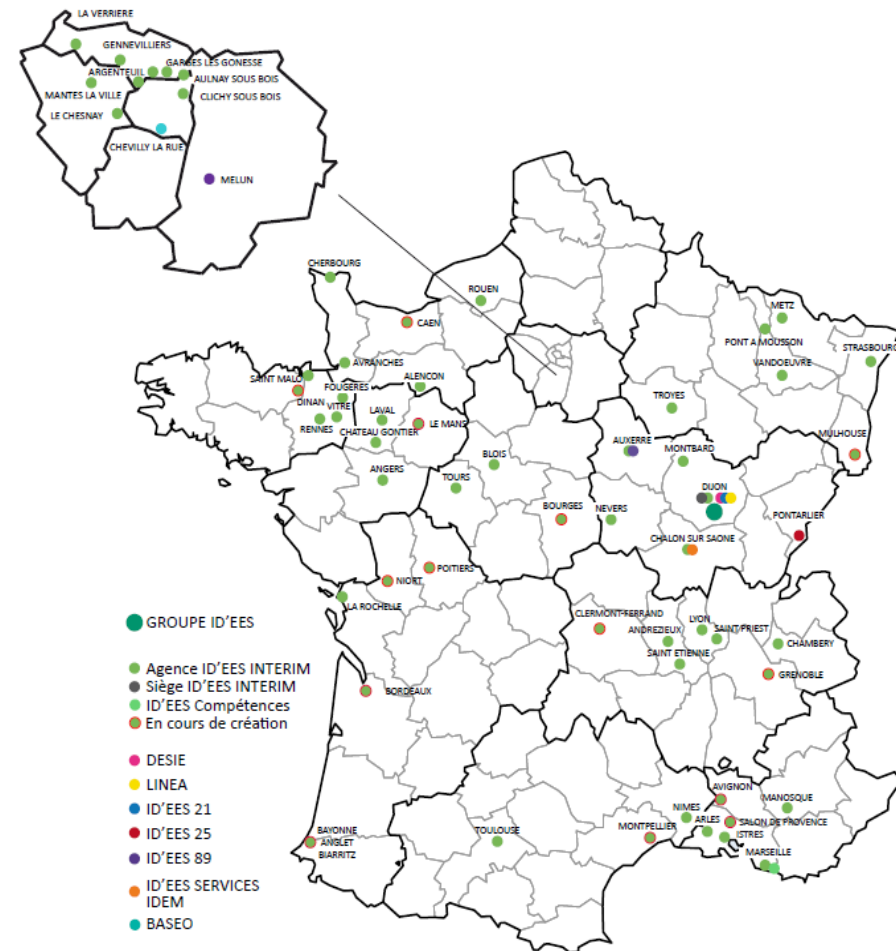 LA VERRIERE
GENNEVILLIERS
GARGES LES GONESSE
ARGENTEUIL
AULNAY SOUS BOIS
MANTES LA VILLE
CLICHY SOUS BOIS
LE CHESNAY
CHEVILLY LA RUE
MELUN
CHERBOURG
ROUEN
CAEN
METZ
PONT A MOUSSON
STRASBOURG
AVRANCHES
VANDOEUVRE
SAINT MALO
ALENCON
FOUGERES
DINAN
VITRE
LAVAL
TROYES
RENNES
LE MANS
CHATEAU GONTIER
MULHOUSE
AUXERRE
MONTBARD
BLOIS
ANGERS
TOURS
DIJON
BOURGES
NEVERS
PONTARLIER
CHALON SUR SAONE
POITIERS
NIORT
LA ROCHELLE
CLERMONT-FERRAND
LYON
ANDREZIEUX
SAINT PRIEST
CHAMBERY
SAINT ETIENNE
GRENOBLE
BORDEAUX
AVIGNON
MANOSQUE
NIMES
SALON DE PROVENCE
ARLES
MONTPELLIER
ISTRES
TOULOUSE
BAYONNE
ANGLET
BIARRITZ
MARSEILLE
GROUPE ID'EES
Agence ID'EES INTERIM
Siège ID'EES INTERIM
ID'EES Compétences
En cours de création
DESIE
LINEA
ID'EES 21
ID'EES 25
ID'EES 89
ID'EES SERVICES
IDEM
BASEO